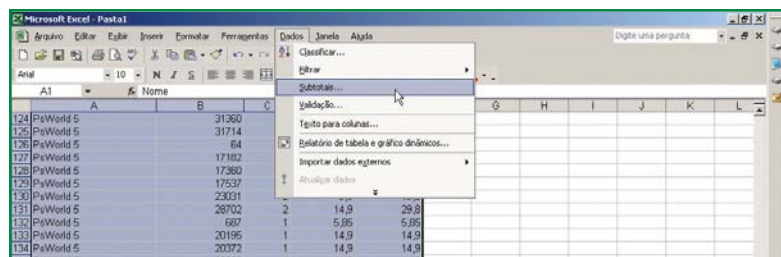 Microsoft Excel - Pasta1
Arquivo Editar Exibir Inserir Formatar Ferramentas Dados Janela Ajuda
Digite uma pergunta
Arial 10 N I S
A1 fx Nome
Classificar...
Filtrar
Subtotais...
Validação...
Texto para colunas...
Relatório de tabela e gráfico dinâmicos...
Importar dados externos
Atualizar dados
A B C G H I J K L
124 PsWorld 5 31360
125 PsWorld 5 31714
126 PsWorld 5 64
127 PsWorld 5 17182
128 PsWorld 5 17360
129 PsWorld 5 17537
130 PsWorld 5 23031
131 PsWorld 5 28702 2 14,9 29,8
132 PsWorld 5 687 1 5,85 5,85
133 PsWorld 5 20195 1 14,9 14,9
134 PsWorld 5 20372 1 14,9 14,9